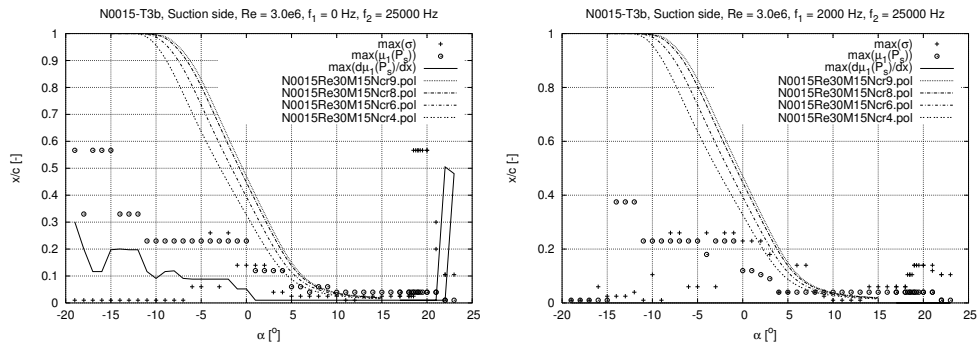 N0015-T3b, Suction side, Re = 3.0e6, f₁ = 0 Hz, f₂ = 25000 Hz
max(σ)
max(μ₁(Pₛ))
max(dμ₁(Pₛ)/dx)
N0015Re30M15Ncr9.pol
N0015Re30M15Ncr8.pol
N0015Re30M15Ncr6.pol
N0015Re30M15Ncr4.pol
1
0.9
0.8
0.7
0.6
0.5
0.4
0.3
0.2
0.1
0
x/c [-]
-20 -15 -10 -5 0 5 10 15 20 25
α [°]
N0015-T3b, Suction side, Re = 3.0e6, f₁ = 2000 Hz, f₂ = 25000 Hz
max(σ)
max(μ₁(Pₛ))
max(dμ₁(Pₛ)/dx)
N0015Re30M15Ncr9.pol
N0015Re30M15Ncr8.pol
N0015Re30M15Ncr6.pol
N0015Re30M15Ncr4.pol
1
0.8
0.6
0.4
0.2
0
x/c [-]
-20 -15 -10 -5 0 5 10 15 20 25
α [°]